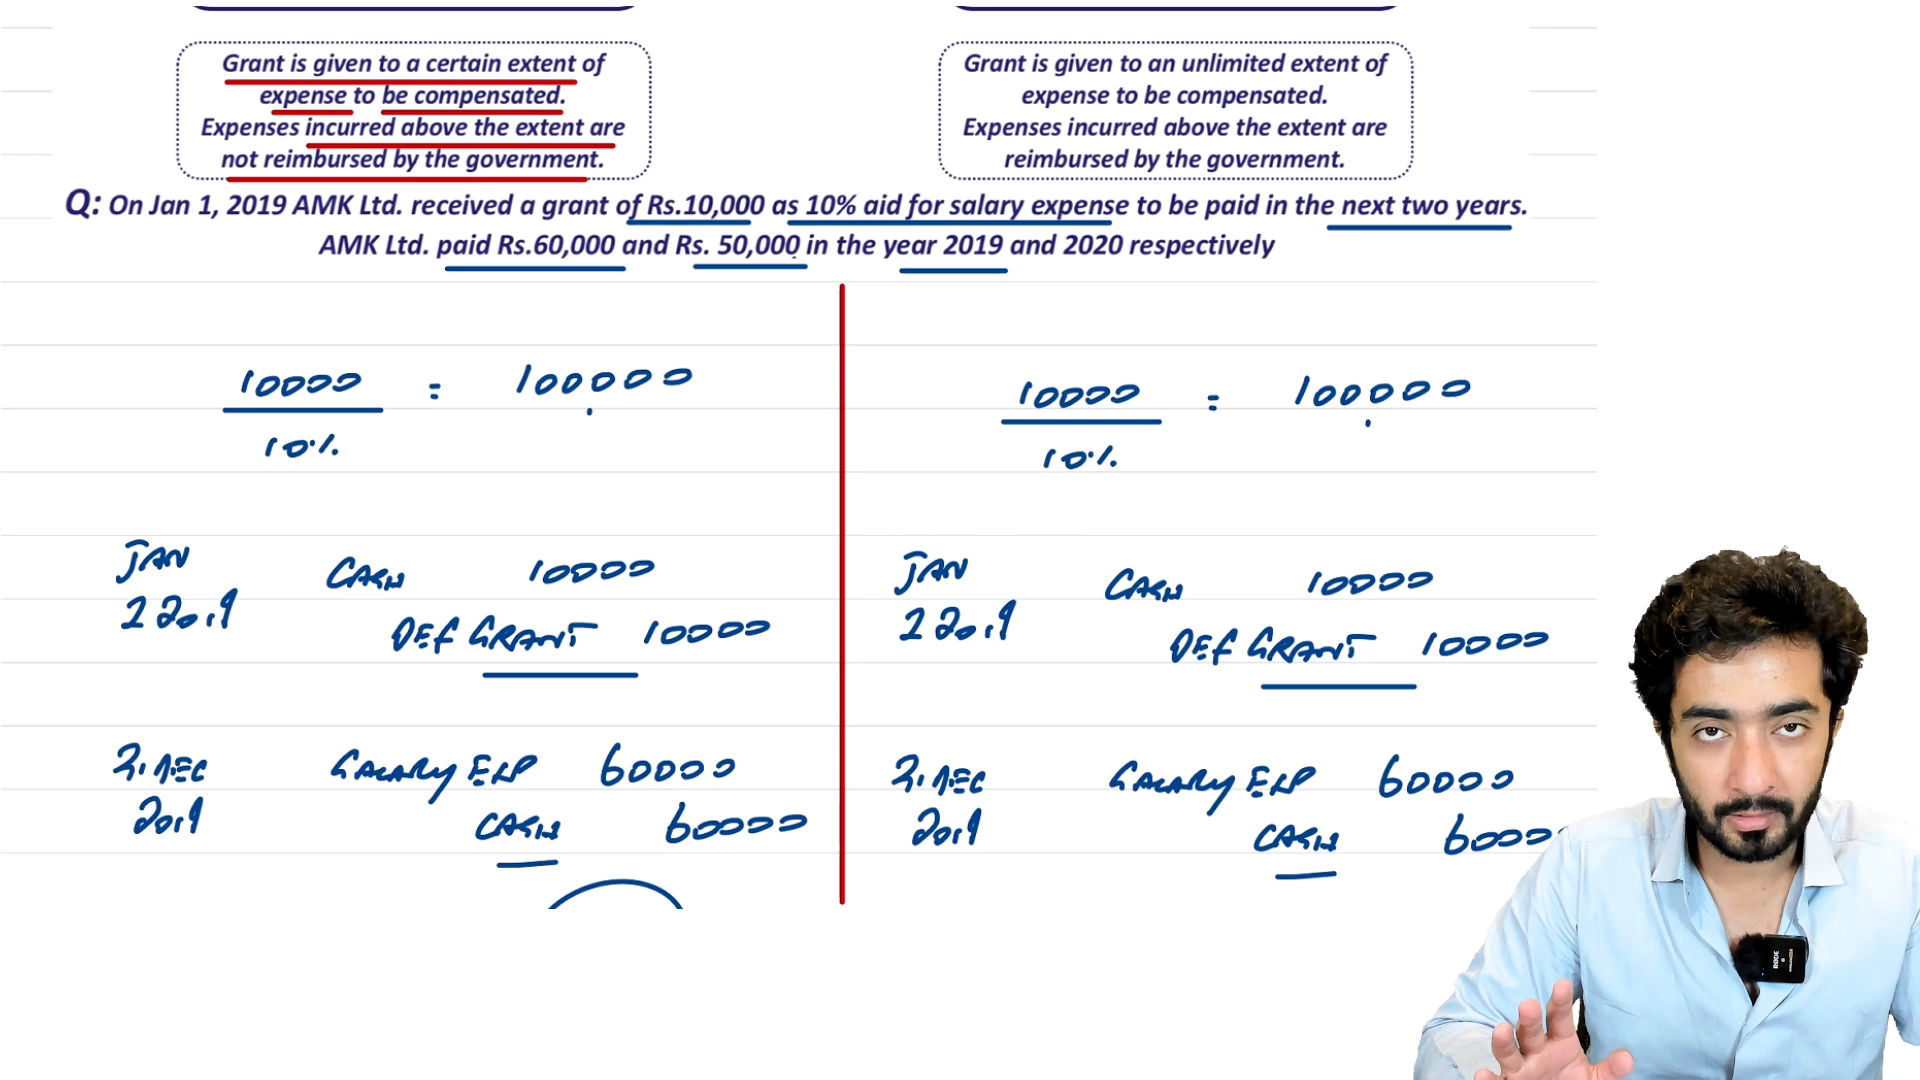 Grant is given to a certain extent of
expense to be compensated.
Expenses incurred above the extent are
not reimbursed by the government.
Grant is given to an unlimited extent of
expense to be compensated.
Expenses incurred above the extent are
reimbursed by the government.
Q: On Jan 1, 2019 AMK Ltd. received a grant of Rs.10,000 as 10% aid for salary expense to be paid in the next two years.
AMK Ltd. paid Rs.60,000 and Rs. 50,000 in the year 2019 and 2020 respectively
10000 = 100000
10%
JAN CASH 10000
1 2019 DEF GRANT 10000
31 DEC SALARY EXP 60000
2019 CASH 60000
10000 = 100000
10%
JAN CASH 10000
1 2019 DEF GRANT 10000
31 DEC SALARY EXP 60000
2019 CASH 6000
RØDE